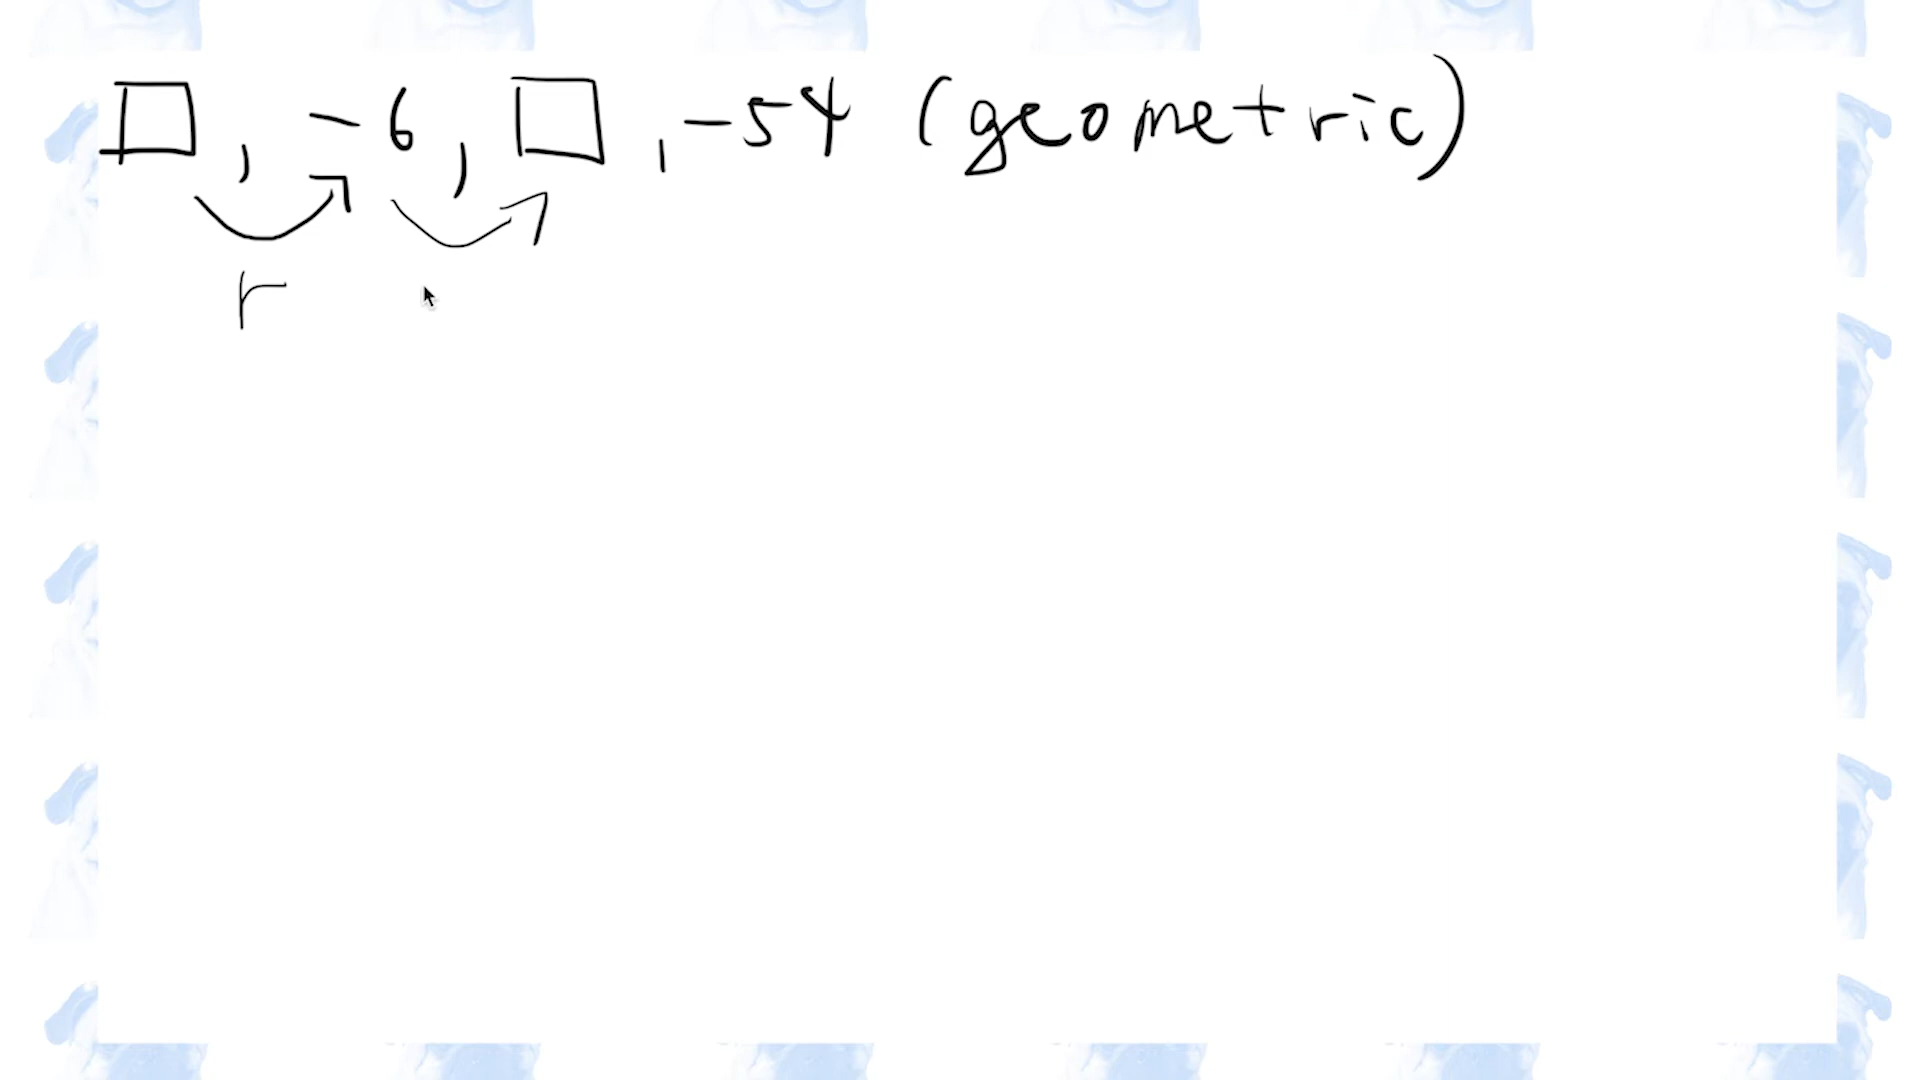 □, -6, □, -54 (geometric)
r